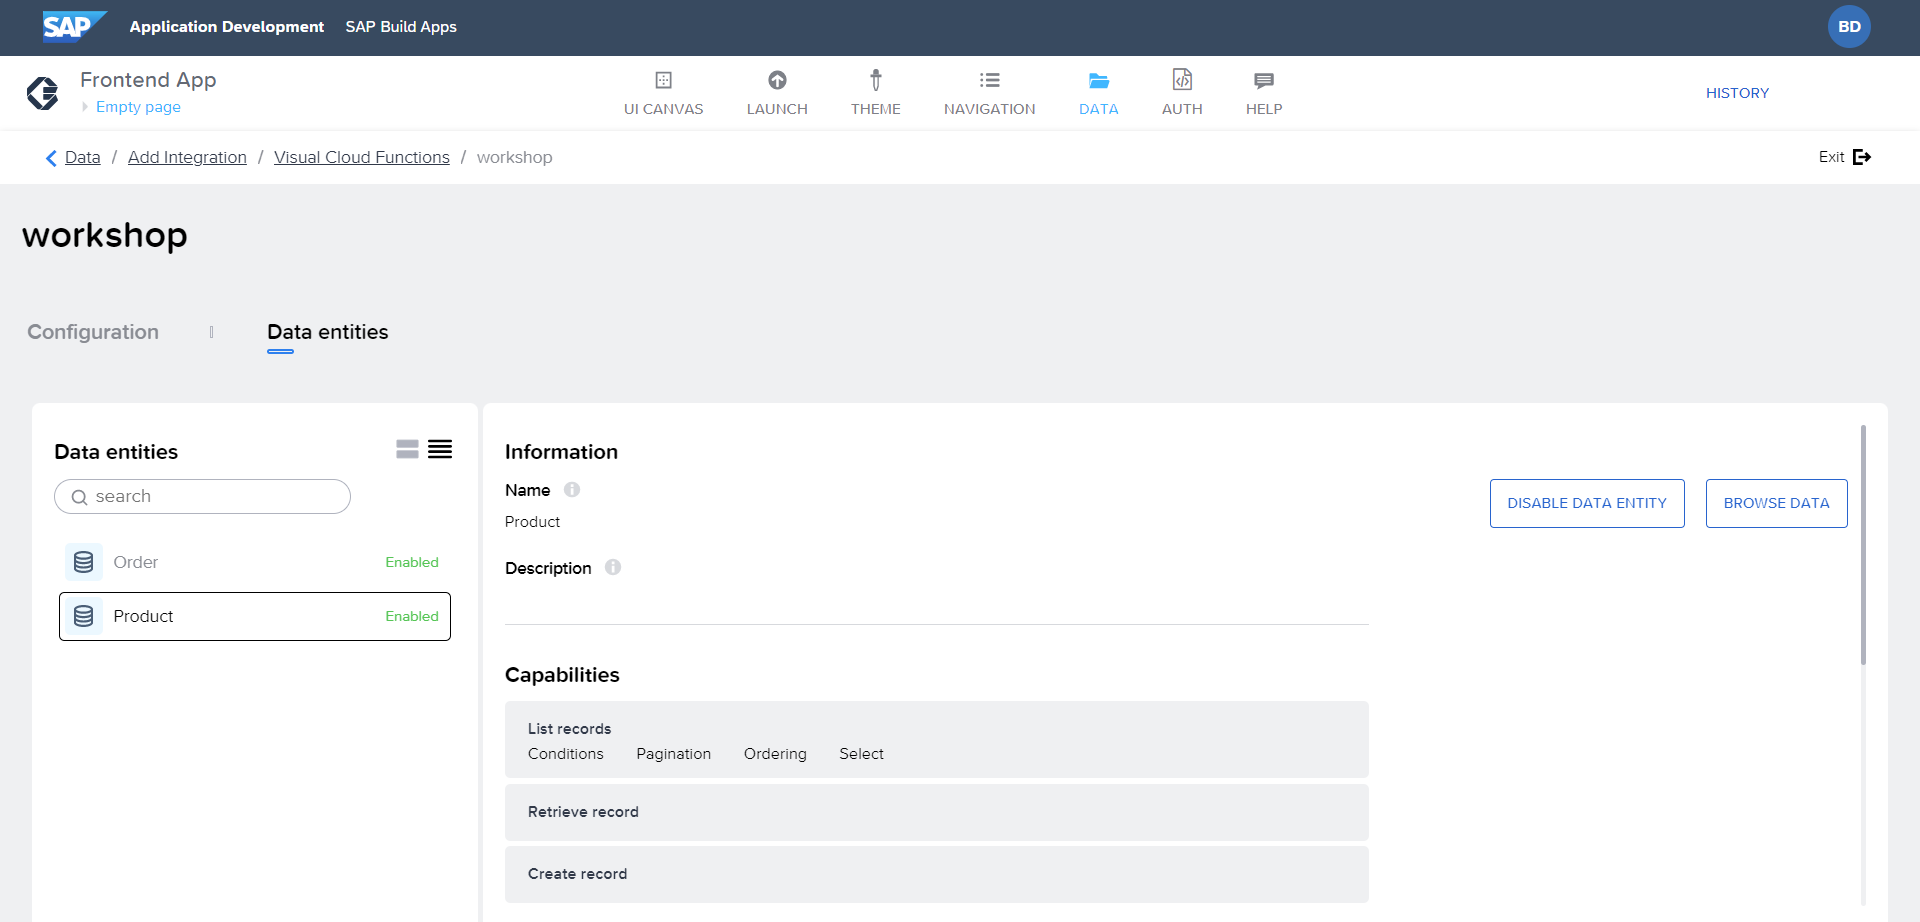 SAP Application Development SAP Build Apps BD
Frontend App
Empty page
UI CANVAS LAUNCH THEME NAVIGATION DATA AUTH HELP
HISTORY
Data / Add Integration / Visual Cloud Functions / workshop
Exit
workshop
Configuration Data entities
Data entities
search
Order Enabled
Product Enabled
Information
Name
Product
DISABLE DATA ENTITY BROWSE DATA
Description
Capabilities
List records
Conditions Pagination Ordering Select
Retrieve record
Create record